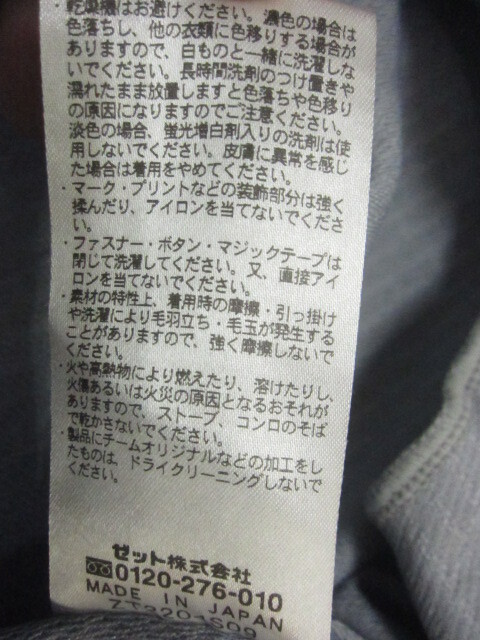 ・乾燥機はお避けください。濃色の場合は
色落ちし、他の衣類に色移りする場合が
ありますので、白ものと一緒に洗濯しな
いでください。長時間洗剤のつけ置きや
濡れたまま放置しますと色落ちや色移り
の原因になりますのでご注意ください。
淡色の場合、蛍光増白剤入りの洗剤は使
用しないでください。皮膚に異常を感じ
た場合は着用をやめてください。
・マーク・プリントなどの装飾部分は強く
揉んだり、アイロンを当てないでくださ
い。
・ファスナー・ボタン・マジックテープは
閉じて洗濯してください。又、直接アイ
ロンを当てないでください。
・素材の特性上、着用時の摩擦・引っ掛け
や洗濯により毛羽立ち・毛玉が発生する
ことがありますので、強く摩擦しないで
ください。
・火や高熱物により燃えたり、溶けたりし、
火傷あるいは火災の原因となるおそれが
ありますので、ストーブ、コンロのそば
で乾かさないでください。
・製品にチームオリジナルなどの加工をし
たものは、ドライクリーニングしないで
ください。
ゼット株式会社
0120-276-010
MADE IN JAPAN
7T3201S09